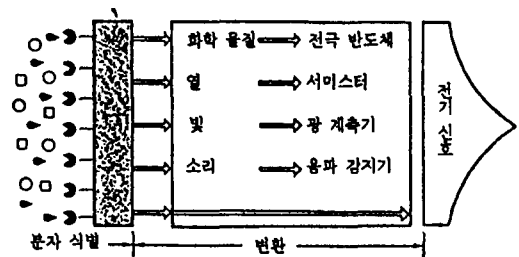 화학 물질 전극 반도체
열 서미스터
빛 광 계측기
소리 음파 감지기
전기 신호
분자 식별 변환